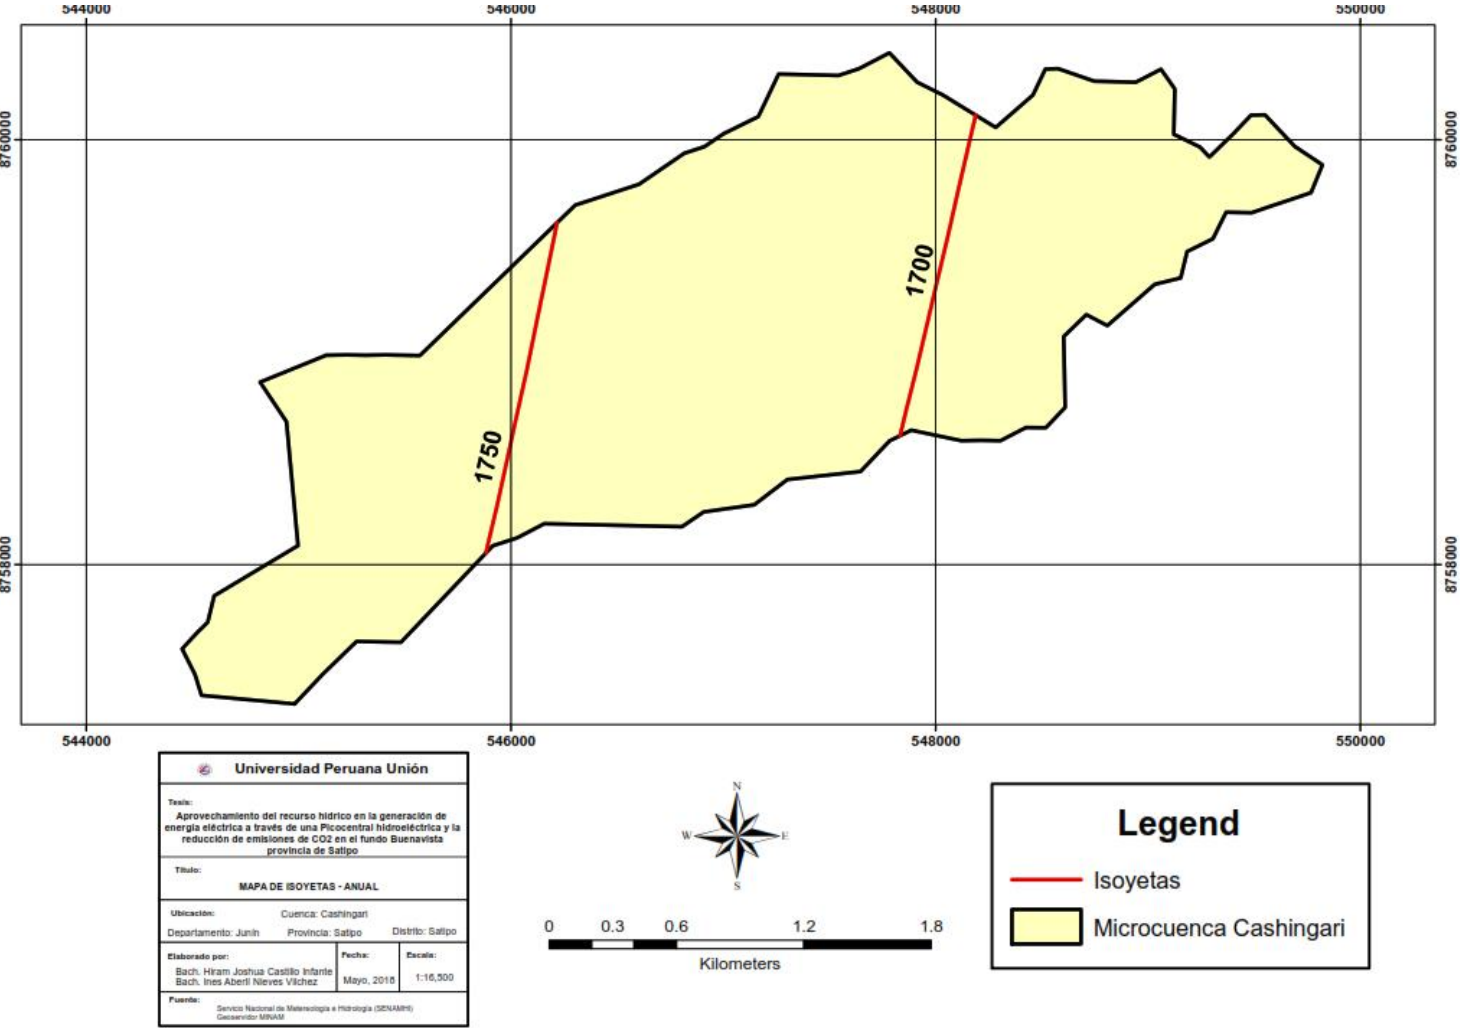 544000
546000
548000
550000
8760000
8760000
1700
1750
8758000
8758000
544000
546000
548000
550000
Universidad Peruana Unión
Tesis:
Aprovechamiento del recurso hídrico en la generación de
energía eléctrica a través de una Picocentral hidroeléctrica y la
reducción de emisiones de CO2 en el fundo Buenavista
provincia de Satipo
Título:
MAPA DE ISOYETAS - ANUAL
Ubicación:
Cuenca: Cashingari
Departamento: Junín
Provincia: Satipo
Distrito: Satipo
Elaborado por:
Bach. Hiram Joshua Castillo Infante
Bach. Ines Aberli Nieves Vilchez
Fecha:
Mayo, 2018
Escala:
1:16,500
Fuente:
Servicio Nacional de Metereología e Hidrología (SENAMHI)
Geoservidor MINAM
N
W
E
S
0 0.3 0.6 1.2 1.8
Kilometers
Legend
Isoyetas
Microcuenca Cashingari